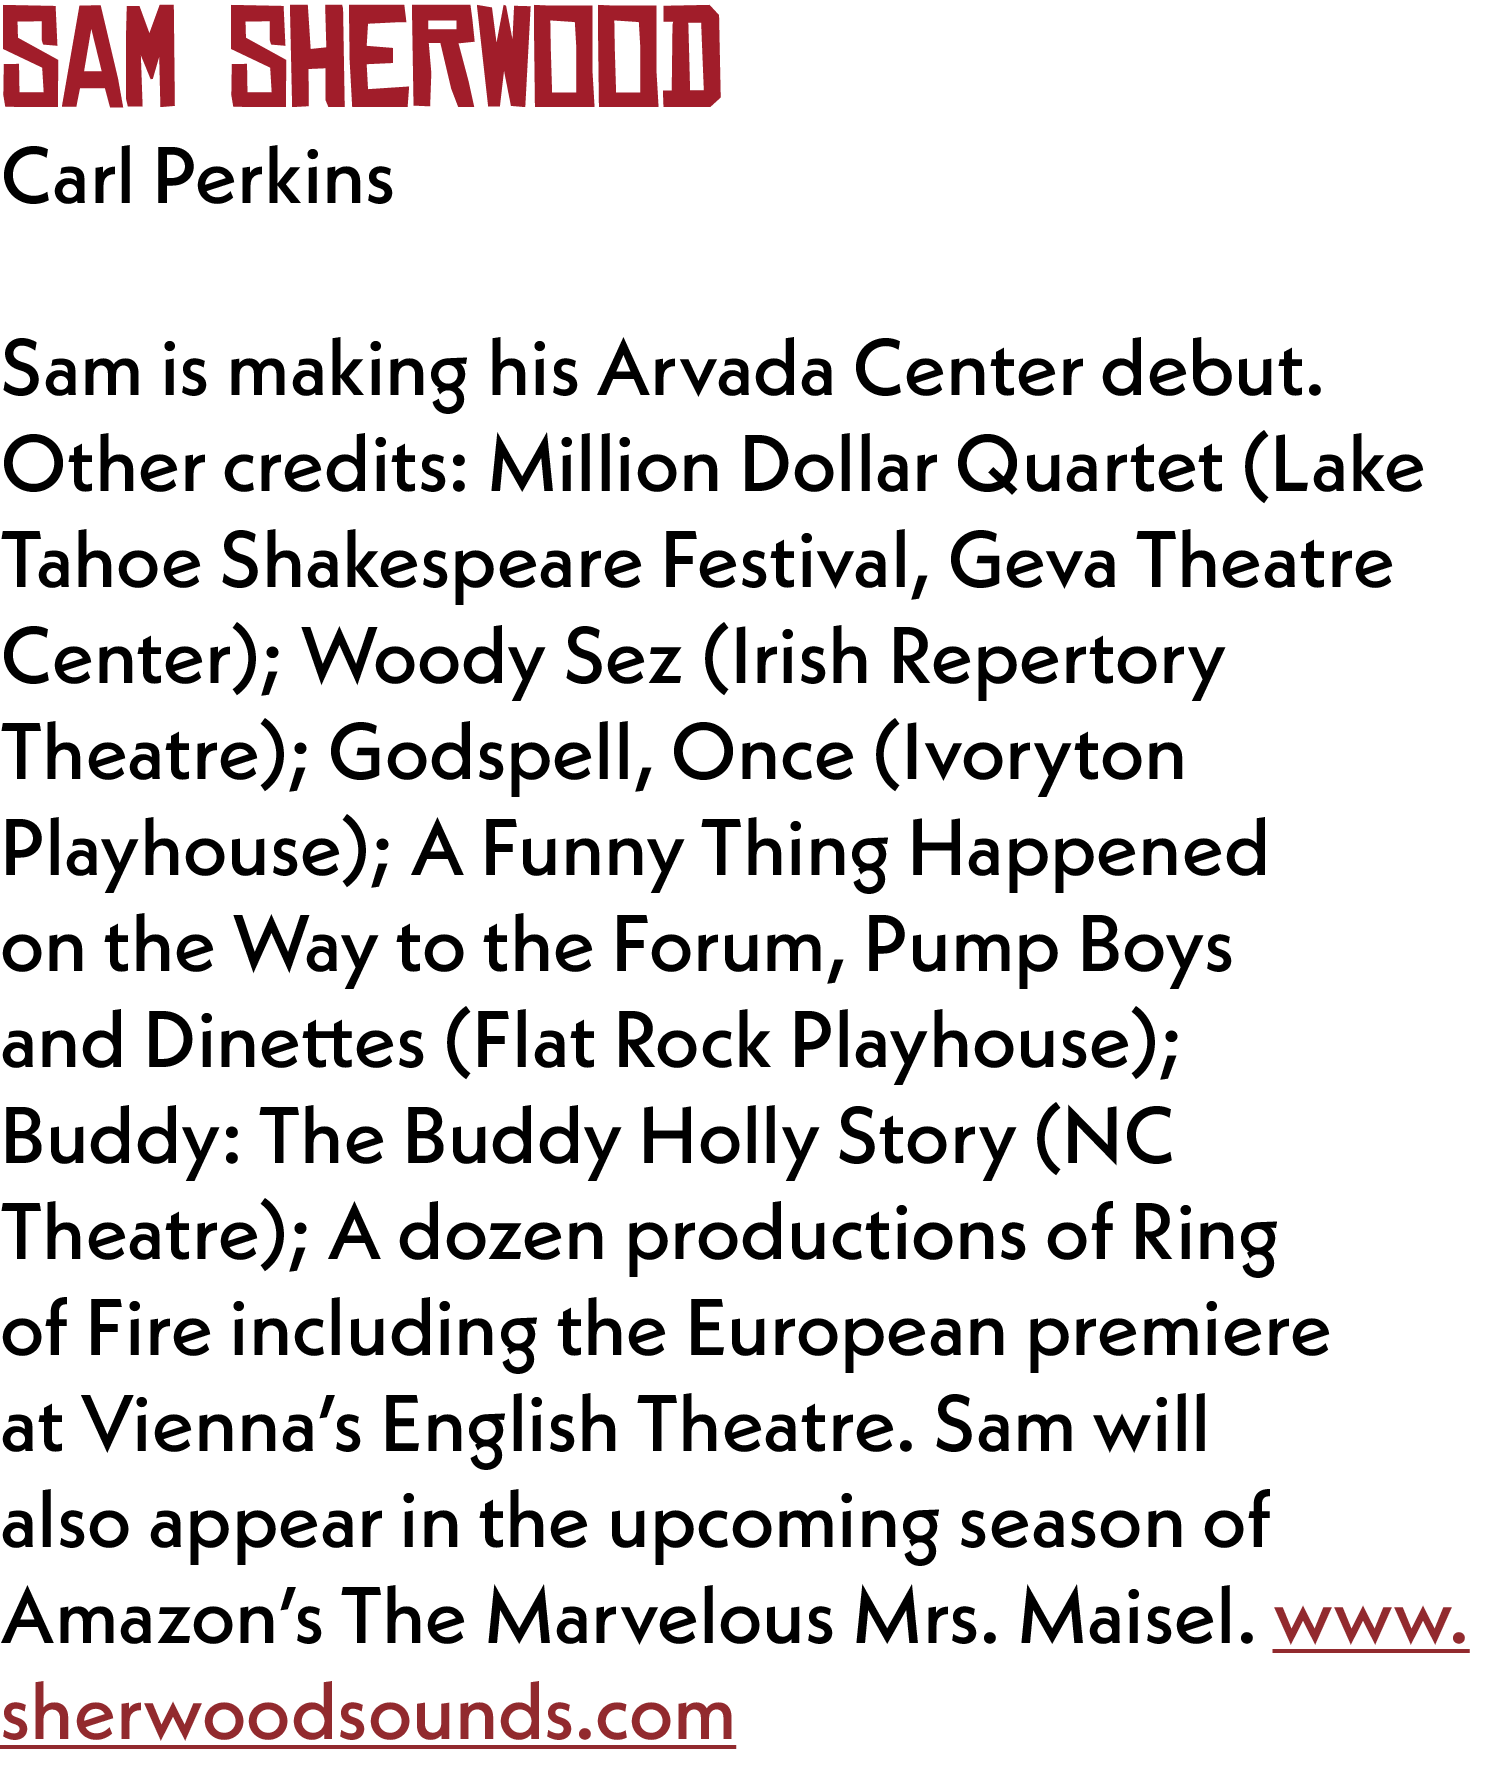 SAM SHERWOOD
Carl Perkins
Sam is making his Arvada Center debut.
Other credits: Million Dollar Quartet (Lake
Tahoe Shakespeare Festival, Geva Theatre
Center); Woody Sez (Irish Repertory
Theatre); Godspell, Once (Ivoryton
Playhouse); A Funny Thing Happened
on the Way to the Forum, Pump Boys
and Dinettes (Flat Rock Playhouse);
Buddy: The Buddy Holly Story (NC
Theatre); A dozen productions of Ring
of Fire including the European premiere
at Vienna’s English Theatre. Sam will
also appear in the upcoming season of
Amazon’s The Marvelous Mrs. Maisel. www.
sherwoodsounds.com